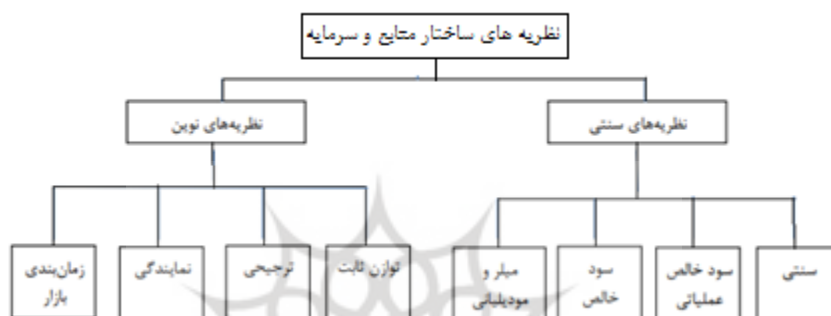 نظریه های ساختار منابع و سرمایه
نظریه‌های سنتی
نظریه‌های نوین
سنتی
سود خالص
عملیاتی
سود
خالص
میلر و
مودیلیانی
توازن ثابت
ترجیحی
نمایندگی
زمان‌بندی
بازار